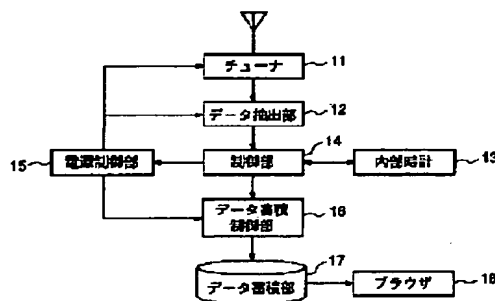 チューナ 11
データ抽出部 12
14
15 電源制御部 制御部 内部時計 13
データ蓄積
制御部 16
17
データ蓄積部 ブラウザ 18